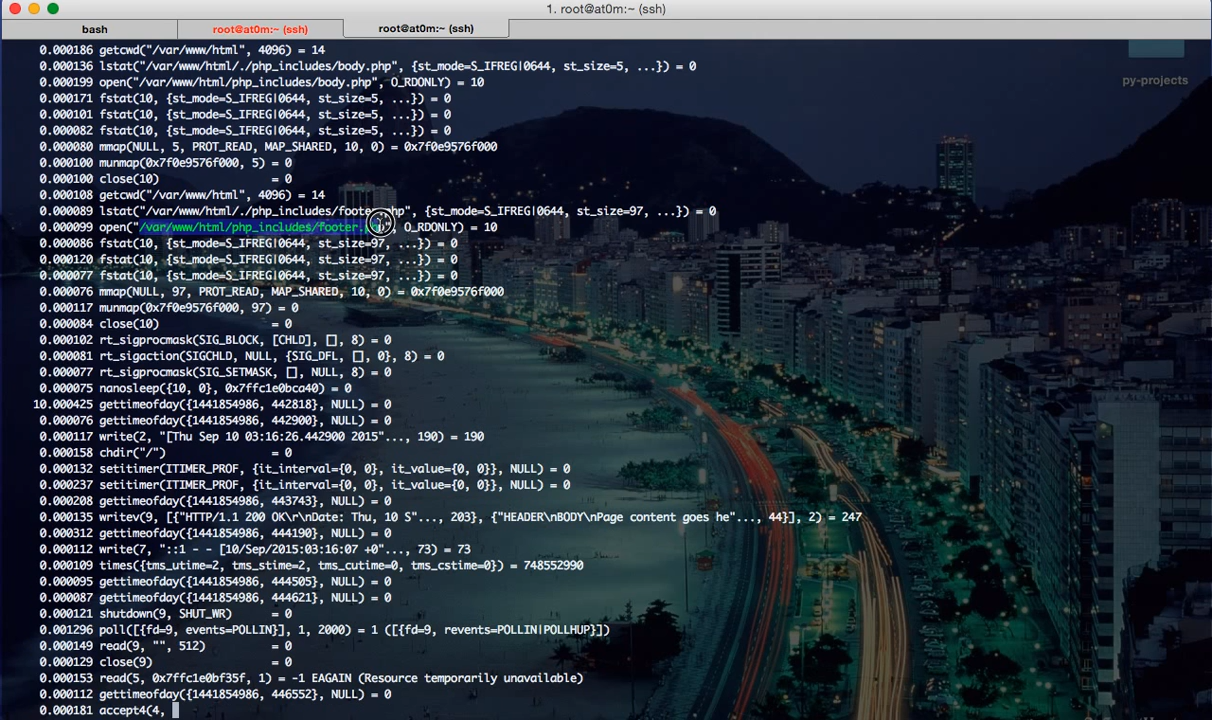 1. root@at0m:~ (ssh)
bash
root@at0m:~ (ssh)
root@at0m:~ (ssh)
py-projects
0.000186 getcwd("/var/www/html", 4096) = 14
0.000136 lstat("/var/www/html/./php_includes/body.php", {st_mode=S_IFREG|0644, st_size=5, ...}) = 0
0.000199 open("/var/www/html/php_includes/body.php", O_RDONLY) = 10
0.000171 fstat(10, {st_mode=S_IFREG|0644, st_size=5, ...}) = 0
0.000101 fstat(10, {st_mode=S_IFREG|0644, st_size=5, ...}) = 0
0.000082 fstat(10, {st_mode=S_IFREG|0644, st_size=5, ...}) = 0
0.000080 mmap(NULL, 5, PROT_READ, MAP_SHARED, 10, 0) = 0x7f0e9576f000
0.000100 munmap(0x7f0e9576f000, 5) = 0
0.000100 close(10) = 0
0.000108 getcwd("/var/www/html", 4096) = 14
0.000089 lstat("/var/www/html/./php_includes/footer.php", {st_mode=S_IFREG|0644, st_size=97, ...}) = 0
0.000099 open("/var/www/html/php_includes/footer.php", O_RDONLY) = 10
0.000086 fstat(10, {st_mode=S_IFREG|0644, st_size=97, ...}) = 0
0.000120 fstat(10, {st_mode=S_IFREG|0644, st_size=97, ...}) = 0
0.000077 fstat(10, {st_mode=S_IFREG|0644, st_size=97, ...}) = 0
0.000076 mmap(NULL, 97, PROT_READ, MAP_SHARED, 10, 0) = 0x7f0e9576f000
0.000117 munmap(0x7f0e9576f000, 97) = 0
0.000084 close(10) = 0
0.000102 rt_sigprocmask(SIG_BLOCK, [CHLD], [], 8) = 0
0.000081 rt_sigaction(SIGCHLD, NULL, {SIG_DFL, [], 0}, 8) = 0
0.000077 rt_sigprocmask(SIG_SETMASK, [], NULL, 8) = 0
0.000075 nanosleep({10, 0}, 0x7ffc1e0bca40) = 0
10.000425 gettimeofday({1441854986, 442818}, NULL) = 0
0.000076 gettimeofday({1441854986, 442900}, NULL) = 0
0.000117 write(2, "[Thu Sep 10 03:16:26.442900 2015"..., 190) = 190
0.000158 chdir("/") = 0
0.000132 setitimer(ITIMER_PROF, {it_interval={0, 0}, it_value={0, 0}}, NULL) = 0
0.000237 setitimer(ITIMER_PROF, {it_interval={0, 0}, it_value={0, 0}}, NULL) = 0
0.000208 gettimeofday({1441854986, 443743}, NULL) = 0
0.000135 writev(9, [{"HTTP/1.1 200 OK\r\nDate: Thu, 10 S"..., 203}, {"HEADER\nBODY\nPage content goes he"..., 44}], 2) = 247
0.000312 gettimeofday({1441854986, 444190}, NULL) = 0
0.000112 write(7, "::1 - - [10/Sep/2015:03:16:07 +0"..., 73) = 73
0.000109 times({tms_utime=2, tms_stime=2, tms_cutime=0, tms_cstime=0}) = 748552990
0.000095 gettimeofday({1441854986, 444505}, NULL) = 0
0.000087 gettimeofday({1441854986, 444621}, NULL) = 0
0.000121 shutdown(9, SHUT_WR) = 0
0.001296 poll([{fd=9, events=POLLIN}], 1, 2000) = 1 ([{fd=9, revents=POLLIN|POLLHUP}])
0.000149 read(9, "", 512) = 0
0.000129 close(9) = 0
0.000153 read(5, 0x7ffc1e0bf35f, 1) = -1 EAGAIN (Resource temporarily unavailable)
0.000112 gettimeofday({1441854986, 446552}, NULL) = 0
0.000181 accept4(4,